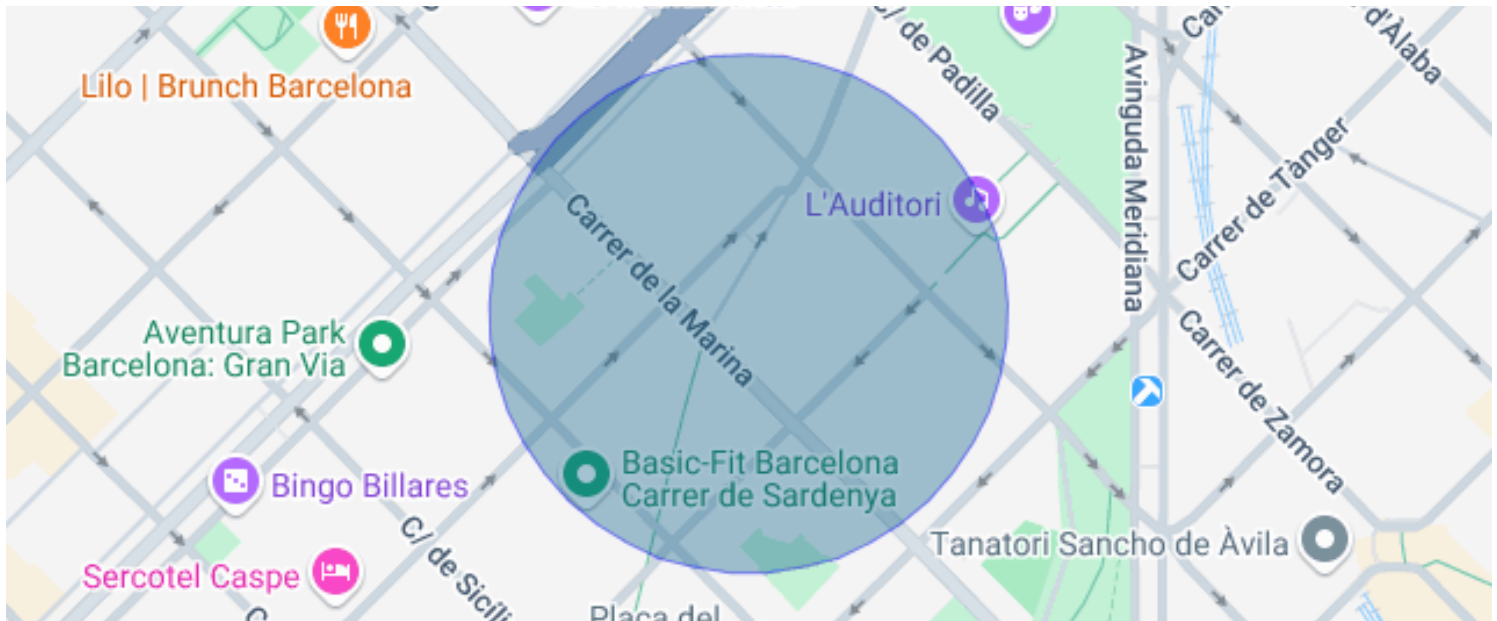 Lilo | Brunch Barcelona
C/ de Padilla
d'Àlaba
Avinguda Meridiana
Carrer de Tànger
L'Auditori
Carrer de la Marina
Aventura Park
Barcelona: Gran Via
Carrer de Zamora
Basic-Fit Barcelona
Carrer de Sardenya
Bingo Billares
C/ de Sicíli
Tanatori Sancho de Àvila
Sercotel Caspe
Plaça del